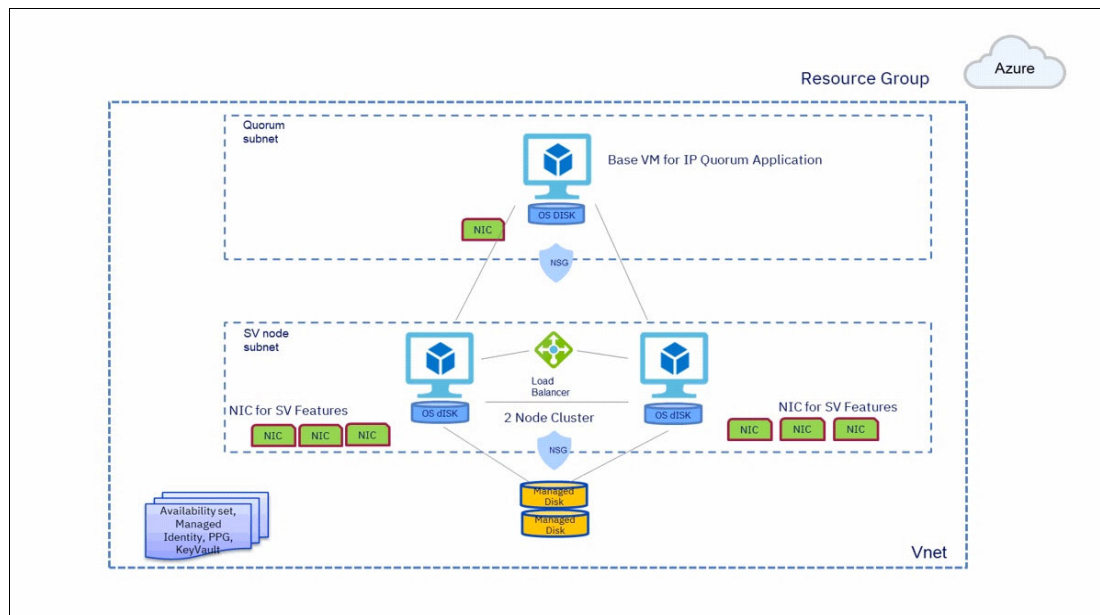 Azure
Resource Group
Quorum
subnet
Base VM for IP Quorum Application
OS DISK
NIC
NSG
SV node
subnet
Load
Balancer
OS dISK
OS dISK
NIC for SV Features
NIC for SV Features
2 Node Cluster
NIC
NIC
NIC
NIC
NIC
NIC
NSG
Managed
Disk
Managed
Disk
Availability set,
Managed
Identity, PPG,
KeyVault
Vnet